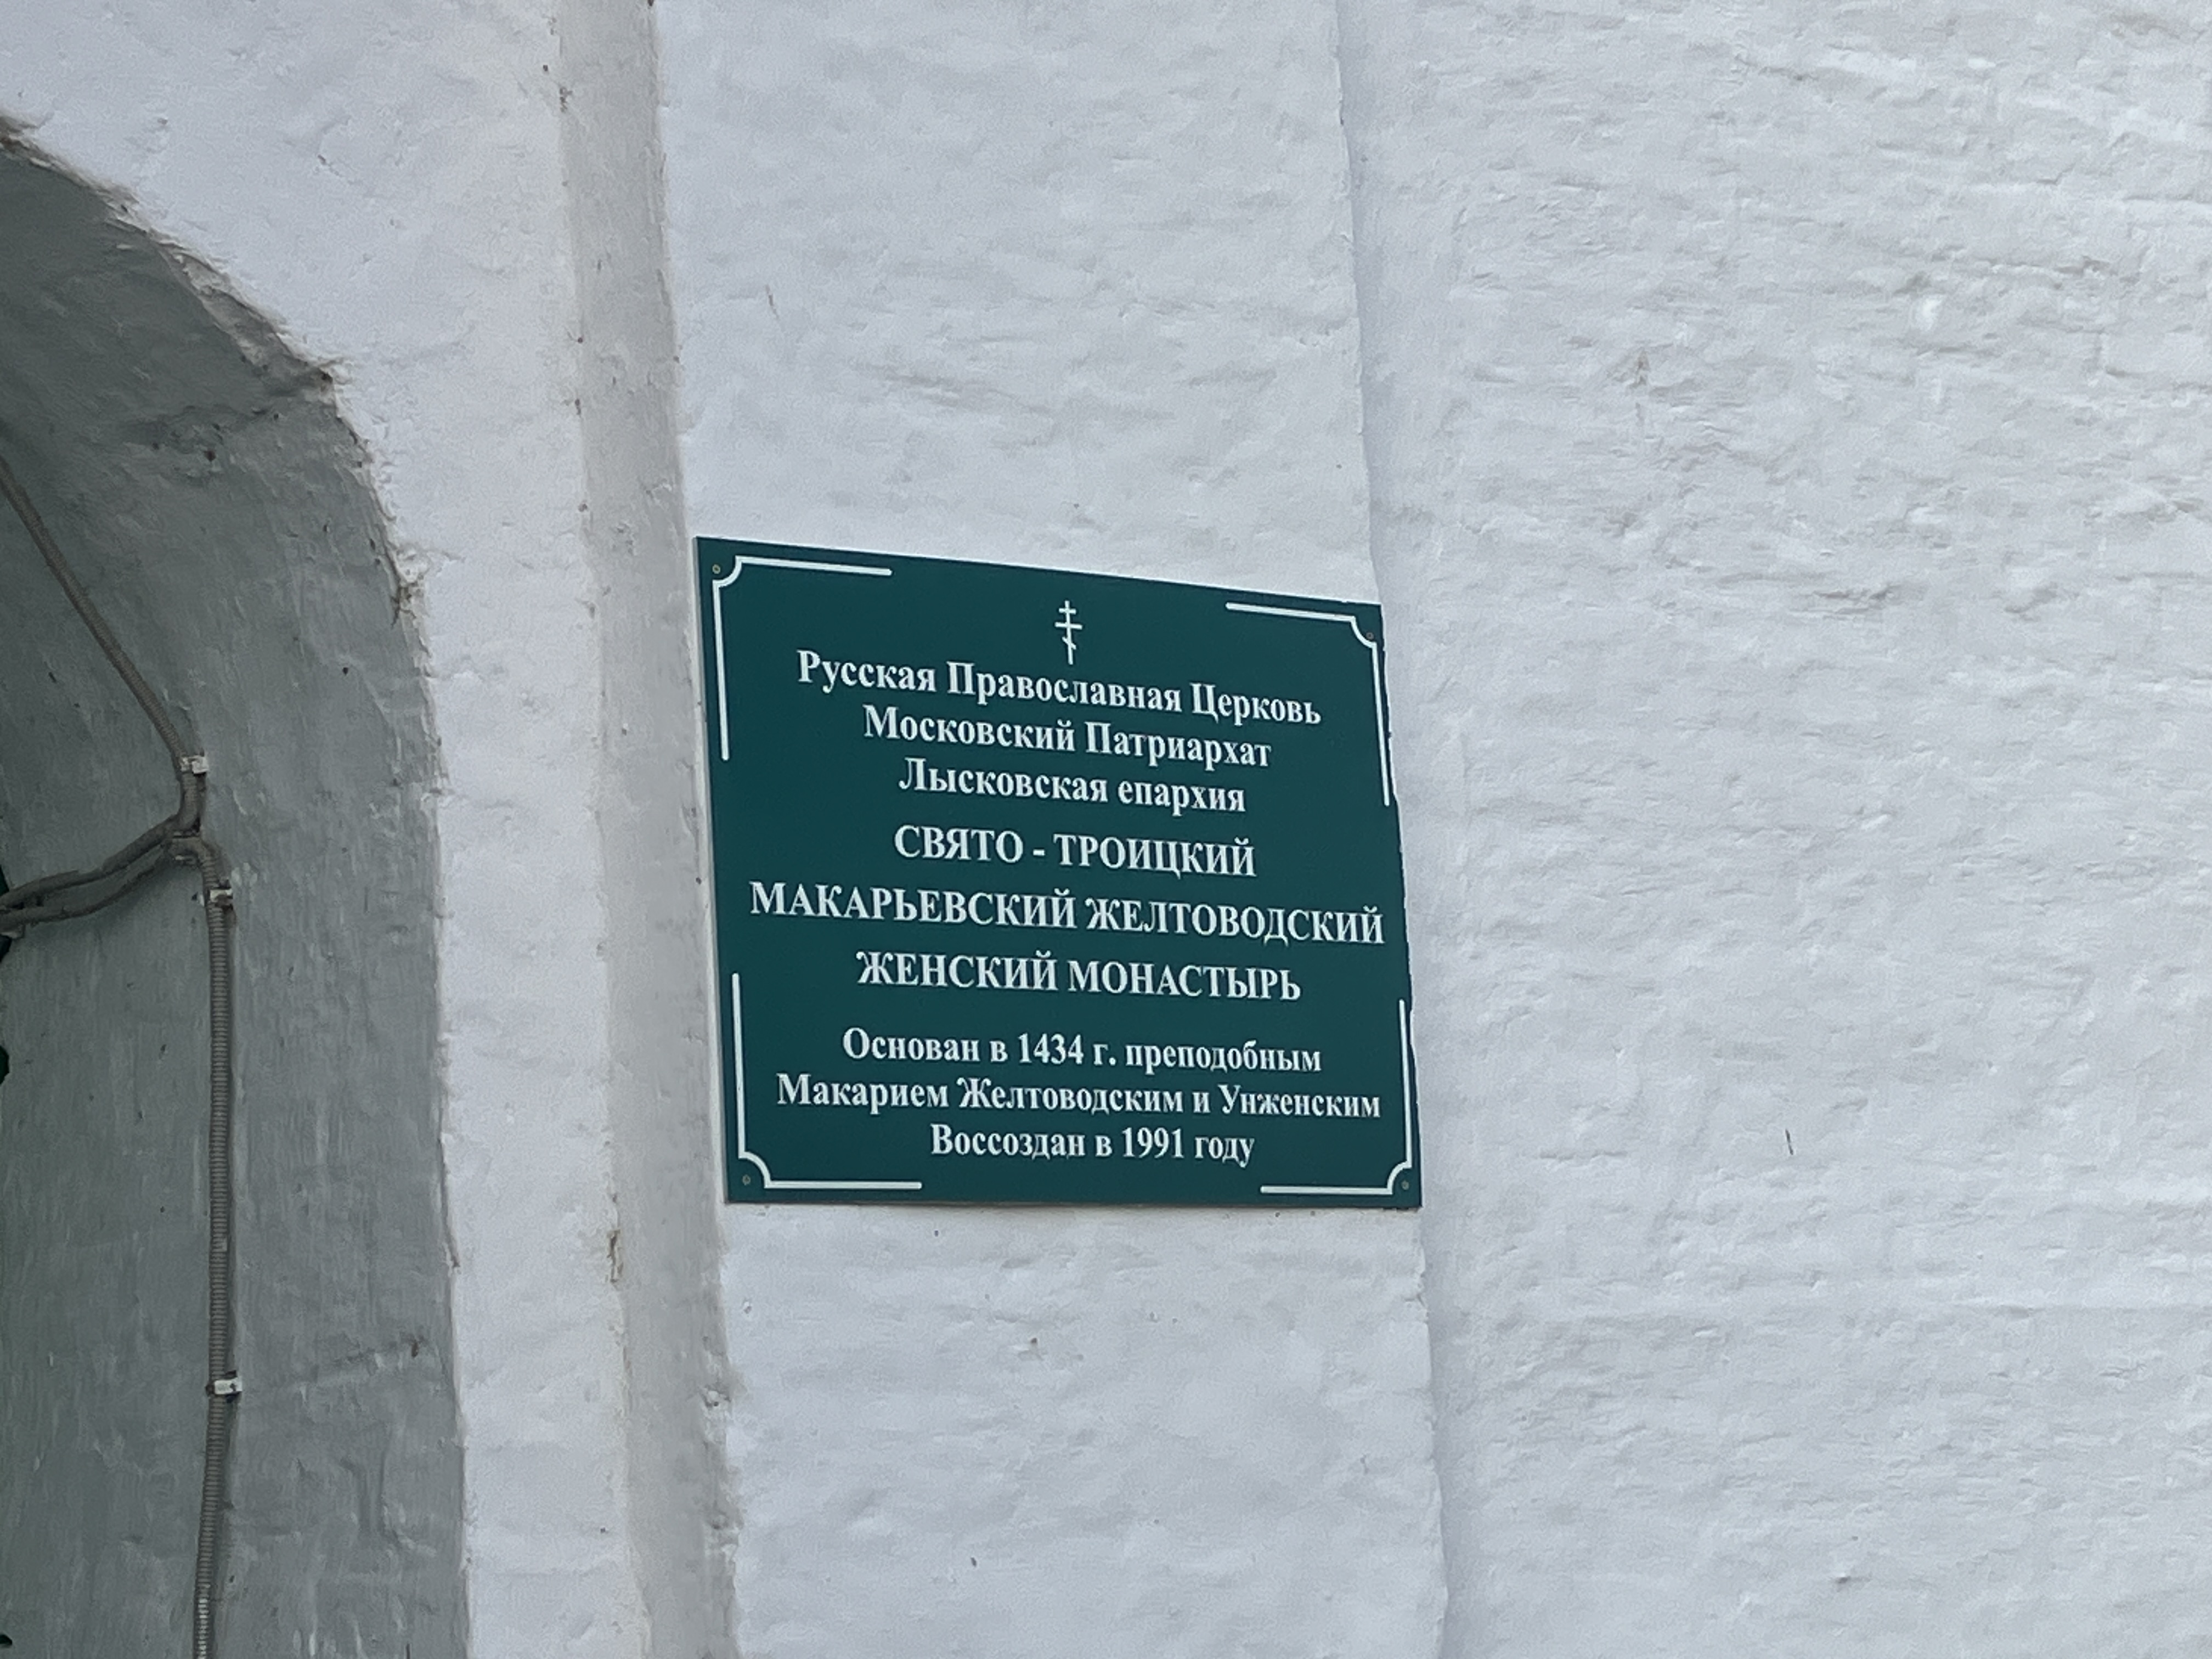 Русская Православная Церковь
Московский Патриархат
Лысковская епархия
СВЯТО - ТРОИЦКИЙ
МАКАРЬЕВСКИЙ ЖЕЛТОВОДСКИЙ
ЖЕНСКИЙ МОНАСТЫРЬ
Основан в 1434 г. преподобным
Макарием Желтоводским и Унженским
Воссоздан в 1991 году